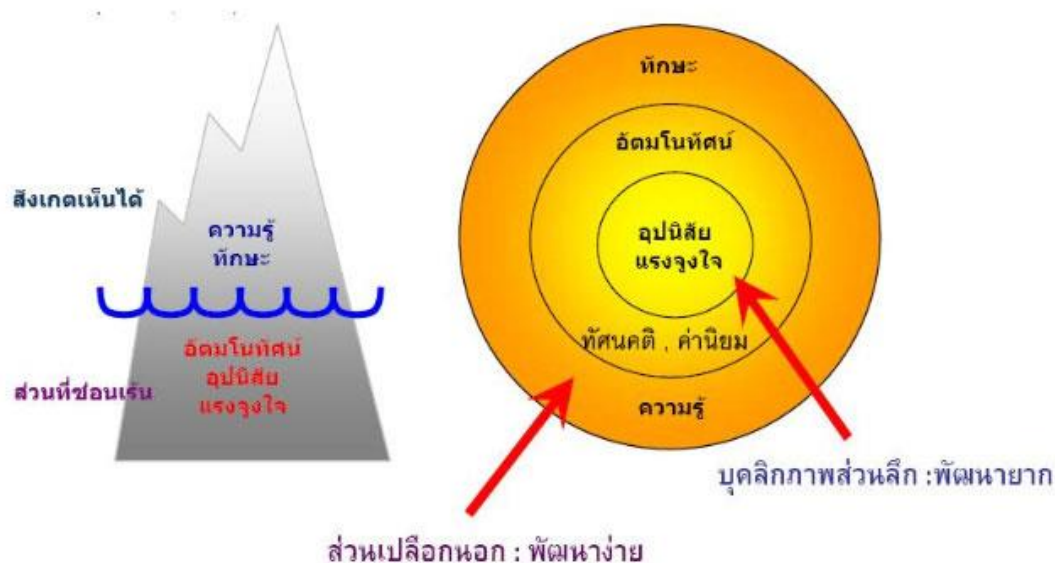 สังเกตเห็นได้
ความรู้
ทักษะ
อัตมโนทัศน์
อุปนิสัย
แรงจูงใจ
ส่วนที่ซ่อนเร้น
ทักษะ
อัตมโนทัศน์
อุปนิสัย
แรงจูงใจ
ทัศนคติ , ค่านิยม
ความรู้
บุคลิกภาพส่วนลึก :พัฒนายาก
ส่วนเปลือกนอก : พัฒนาง่าย